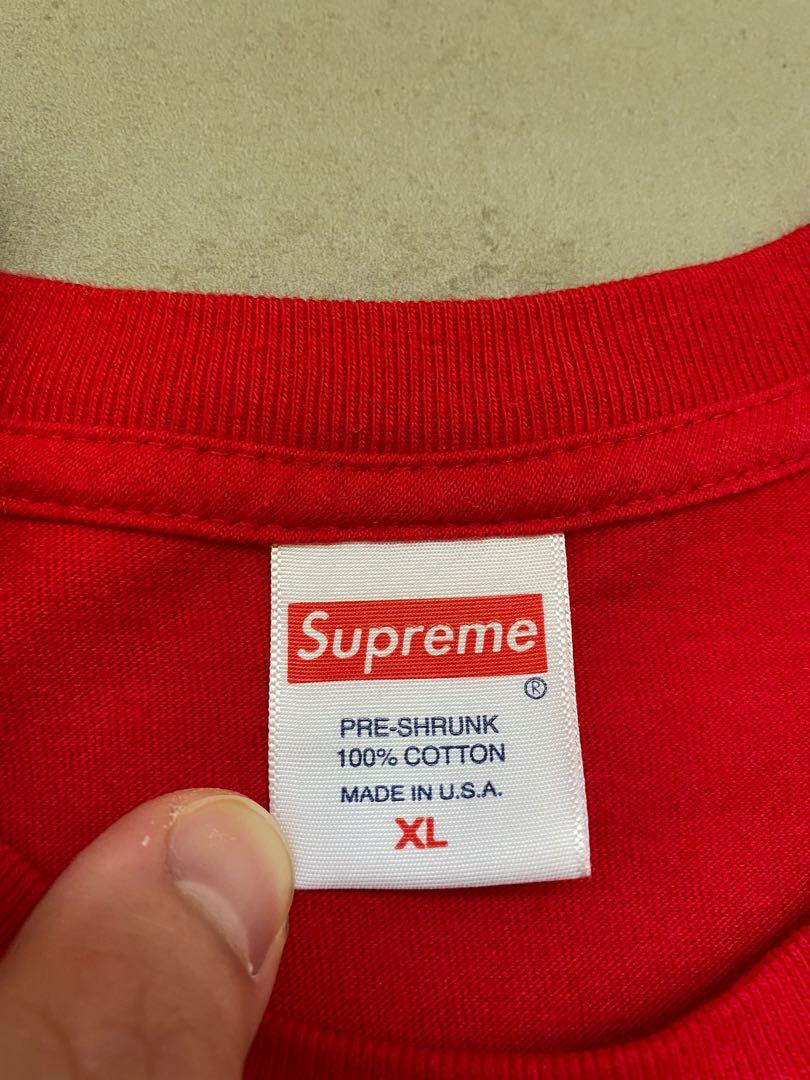 Supreme
®
PRE-SHRUNK
100% COTTON
MADE IN U.S.A.
XL